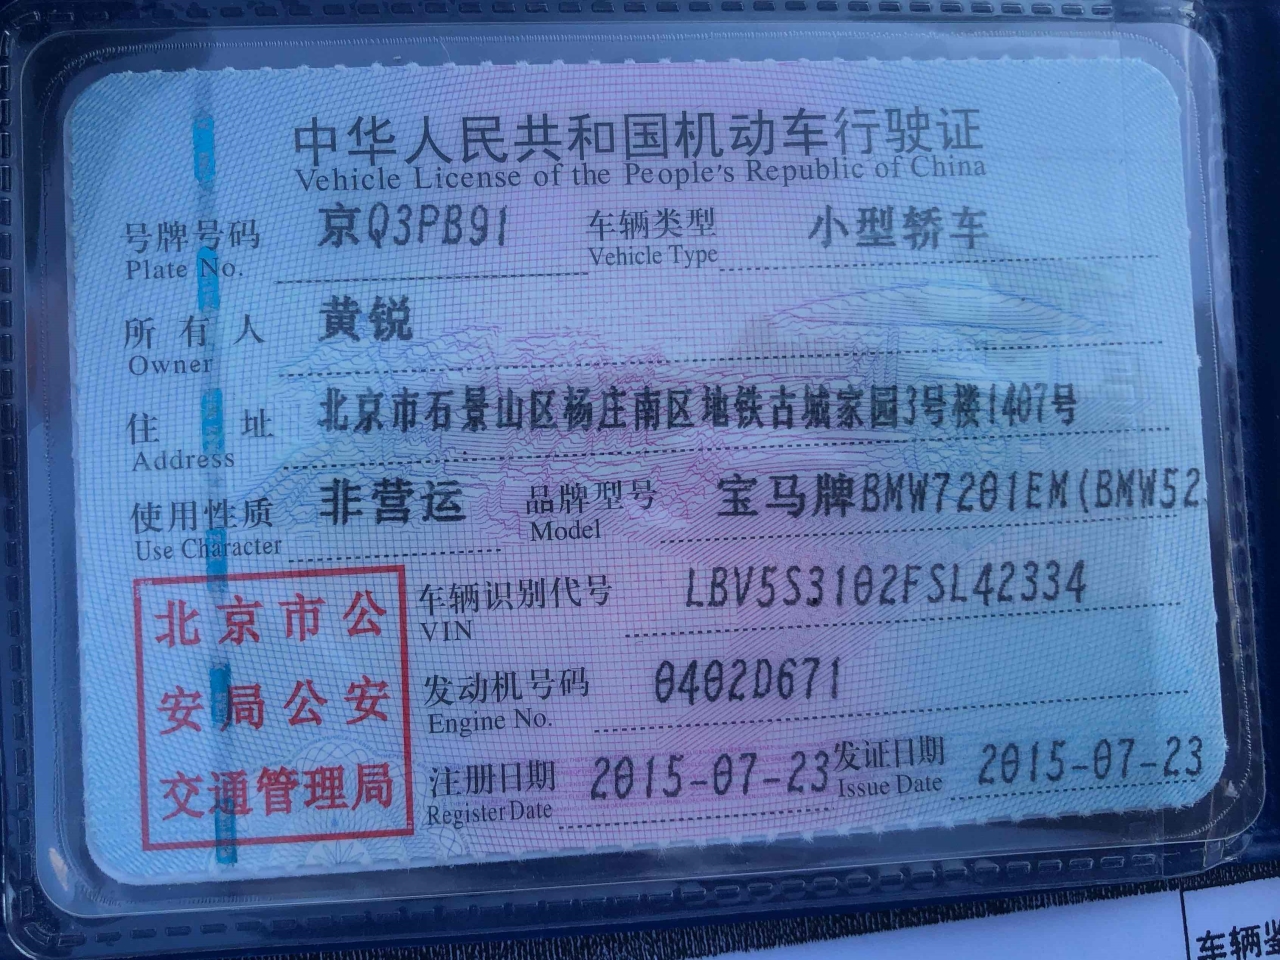 中华人民共和国机动车行驶证
Vehicle License of the People's Republic of China
号牌号码 京Q3PB91 车辆类型 小型轿车
Plate No. Vehicle Type
所有人 黄锐
Owner
住址 北京市石景山区杨庄南区地铁古城家园3号楼1407号
Address
使用性质 非营运 品牌型号 宝马牌BMW7201EM(BMW52
Use Character Model
车辆识别代号 LBV5S3102FSL42334
VIN
发动机号码 0402D671
Engine No.
注册日期 2015-07-23 发证日期 2015-07-23
Register Date Issue Date
北京市公
安局公安
交通管理局
车辆